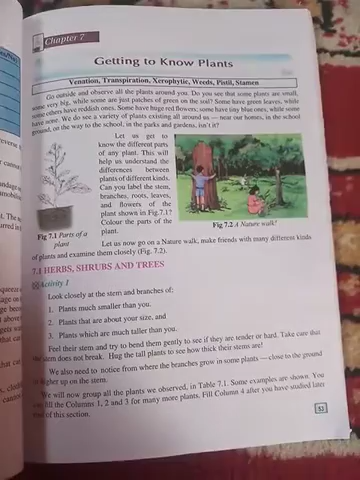 Chapter 7
Getting to Know Plants
Venation, Transpiration, Xerophytic, Weeds, Pistil, Stamen
Go outside and observe all the plants around you. Do you see that some plants are small,
some very big, while some are just patches of green on the soil? Some have green leaves, while
some others have reddish ones. Some have huge red flowers; some have tiny blue ones, while some
have none. We do see a variety of plants existing all around us — near our homes, in the school
ground, on the way to the school, in the parks and gardens, isn't it?
Let us get to
know the different parts
of any plant. This will
help us understand the
differences between
plants of different kinds.
Can you label the stem,
branches, roots, leaves,
and flowers of the
plant shown in Fig.7.1?
Colour the parts of the
plant.
Fig 7.1 Parts of a
plant
Fig 7.2 A Nature walk!
Let us now go on a Nature walk, make friends with many different kinds
of plants and examine them closely (Fig. 7.2).
7.1 HERBS, SHRUBS AND TREES
Activity 1
Look closely at the stem and branches of:
1. Plants much smaller than you.
2. Plants that are about your size, and
3. Plants which are much taller than you.
Feel their stem and try to bend them gently to see if they are tender or hard. Take care that
stem does not break. Hug the tall plants to see how thick their stems are!
We also need to notice from where the branches grow in some plants — close to the ground
higher up on the stem.
We will now group all the plants we observed, in Table 7.1. Some examples are shown. You
fill the Columns 1, 2 and 3 for many more plants. Fill Column 4 after you have studied later
of this section.
53